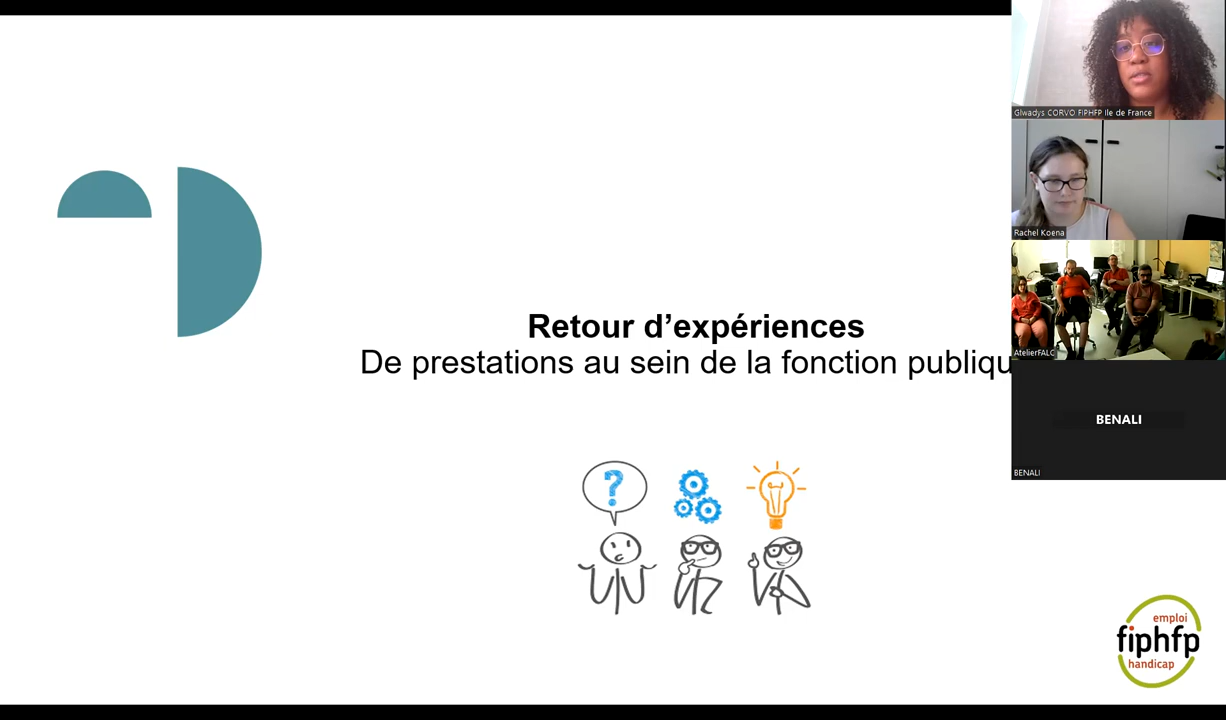 Retour d’expériences
De prestations au sein de la fonction publiqu
?
emploi
fiphfp
handicap
Glwadys CORVO FIPHFP Ile de France
Rachel Koena
AtelierFALC
BENALI
BENALI